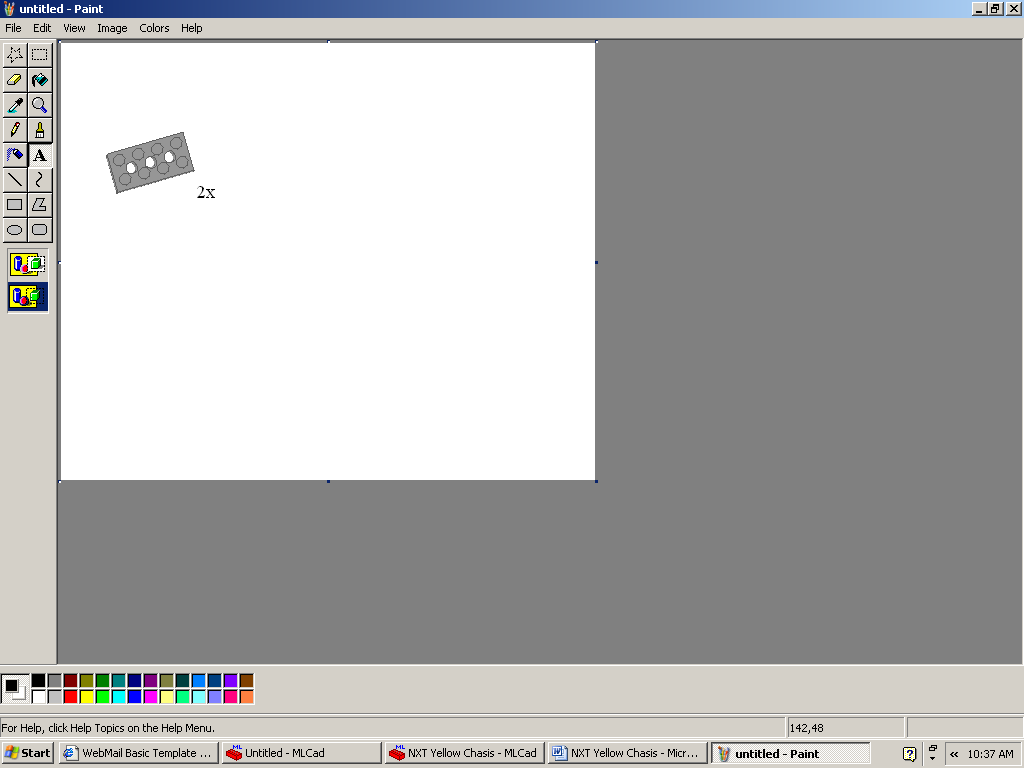 untitled - Paint
File Edit View Image Colors Help
A
2x
For Help, click Help Topics on the Help Menu.
142,48
Start
WebMail Basic Template ...
Untitled - MLCad
NXT Yellow Chasis - MLCad
NXT Yellow Chasis - Micr...
untitled - Paint
10:37 AM